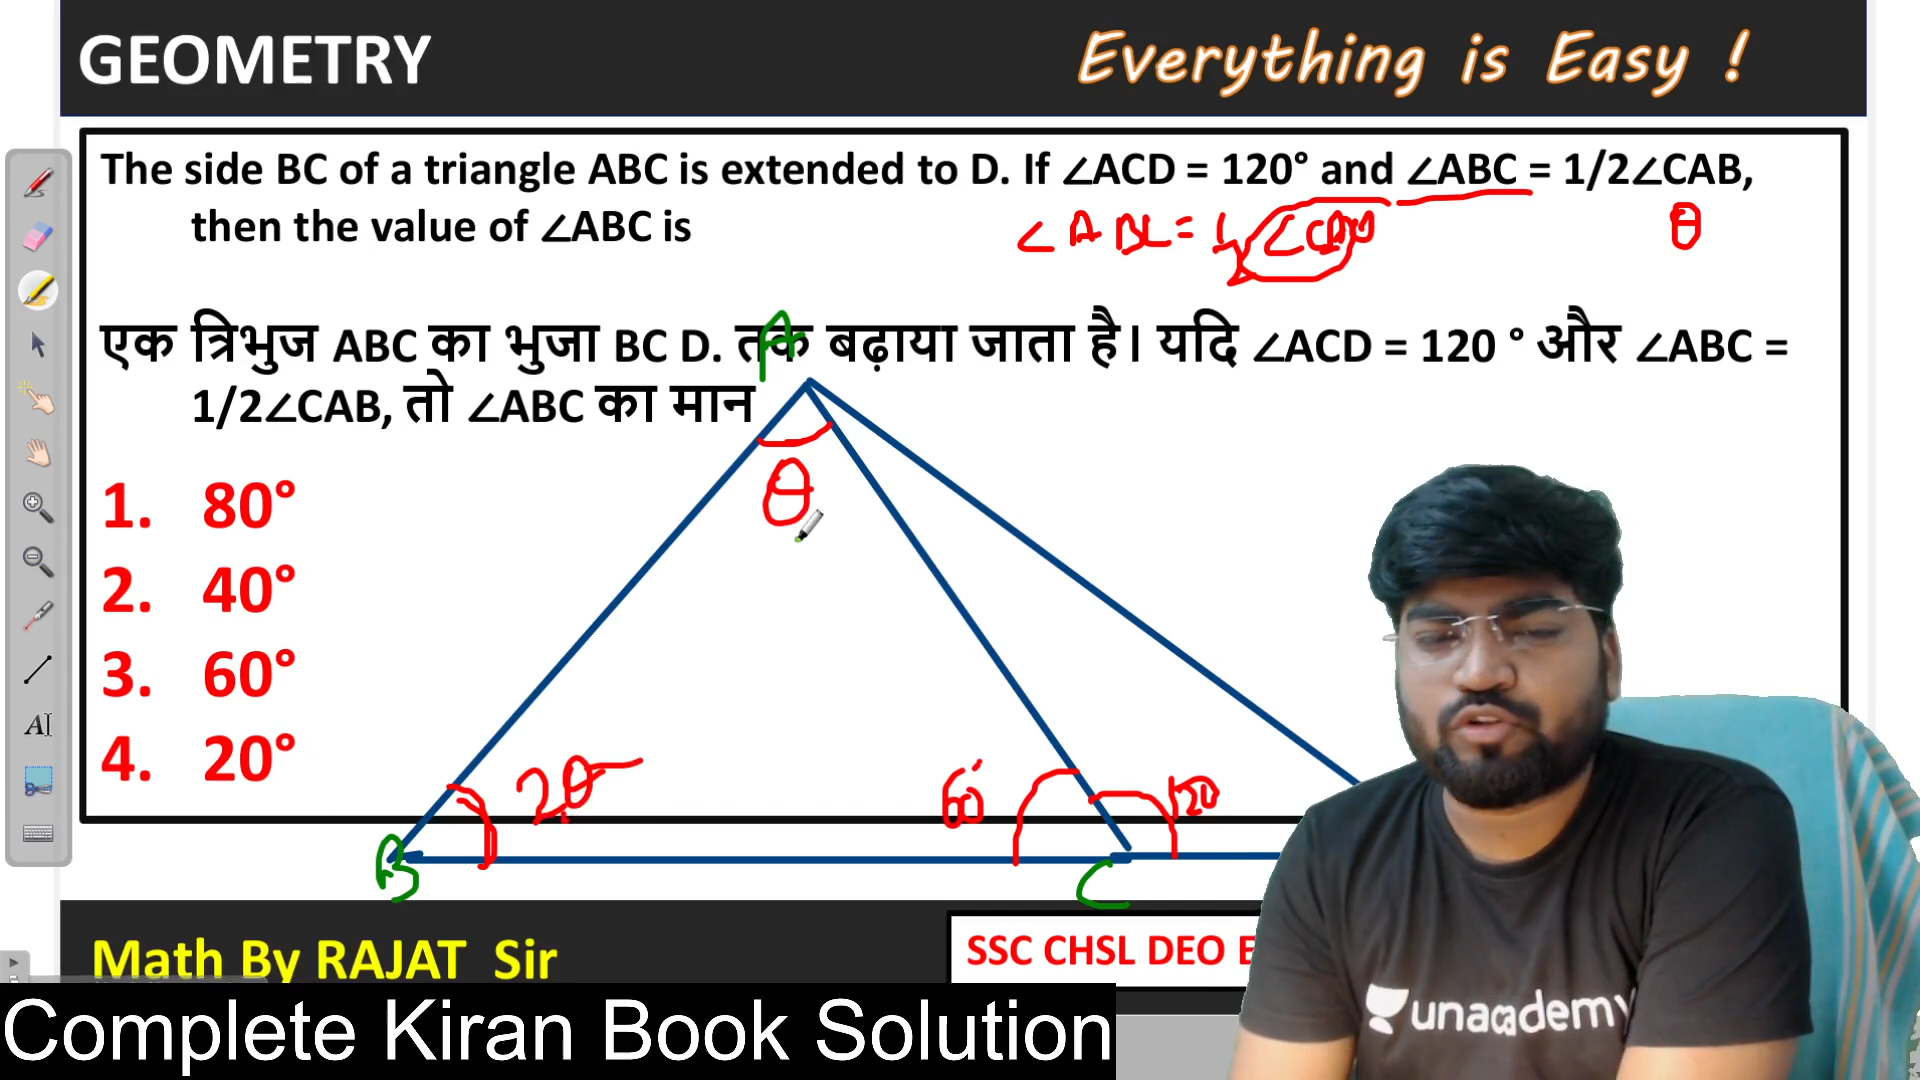 GEOMETRY
Everything is Easy !
The side BC of a triangle ABC is extended to D. If ∠ACD = 120° and ∠ABC = 1/2∠CAB,
then the value of ∠ABC is
θ
एक त्रिभुज ABC का भुजा BC D. तक बढ़ाया जाता है। यदि ∠ACD = 120 ° और ∠ABC =
1/2∠CAB, तो ∠ABC का मान
A
θ
1. 80°
2. 40°
3. 60°
4. 20°
2θ
60°
120
B
C
Math By RAJAT Sir
SSC CHSL DEO
unacademy
Complete Kiran Book Solution